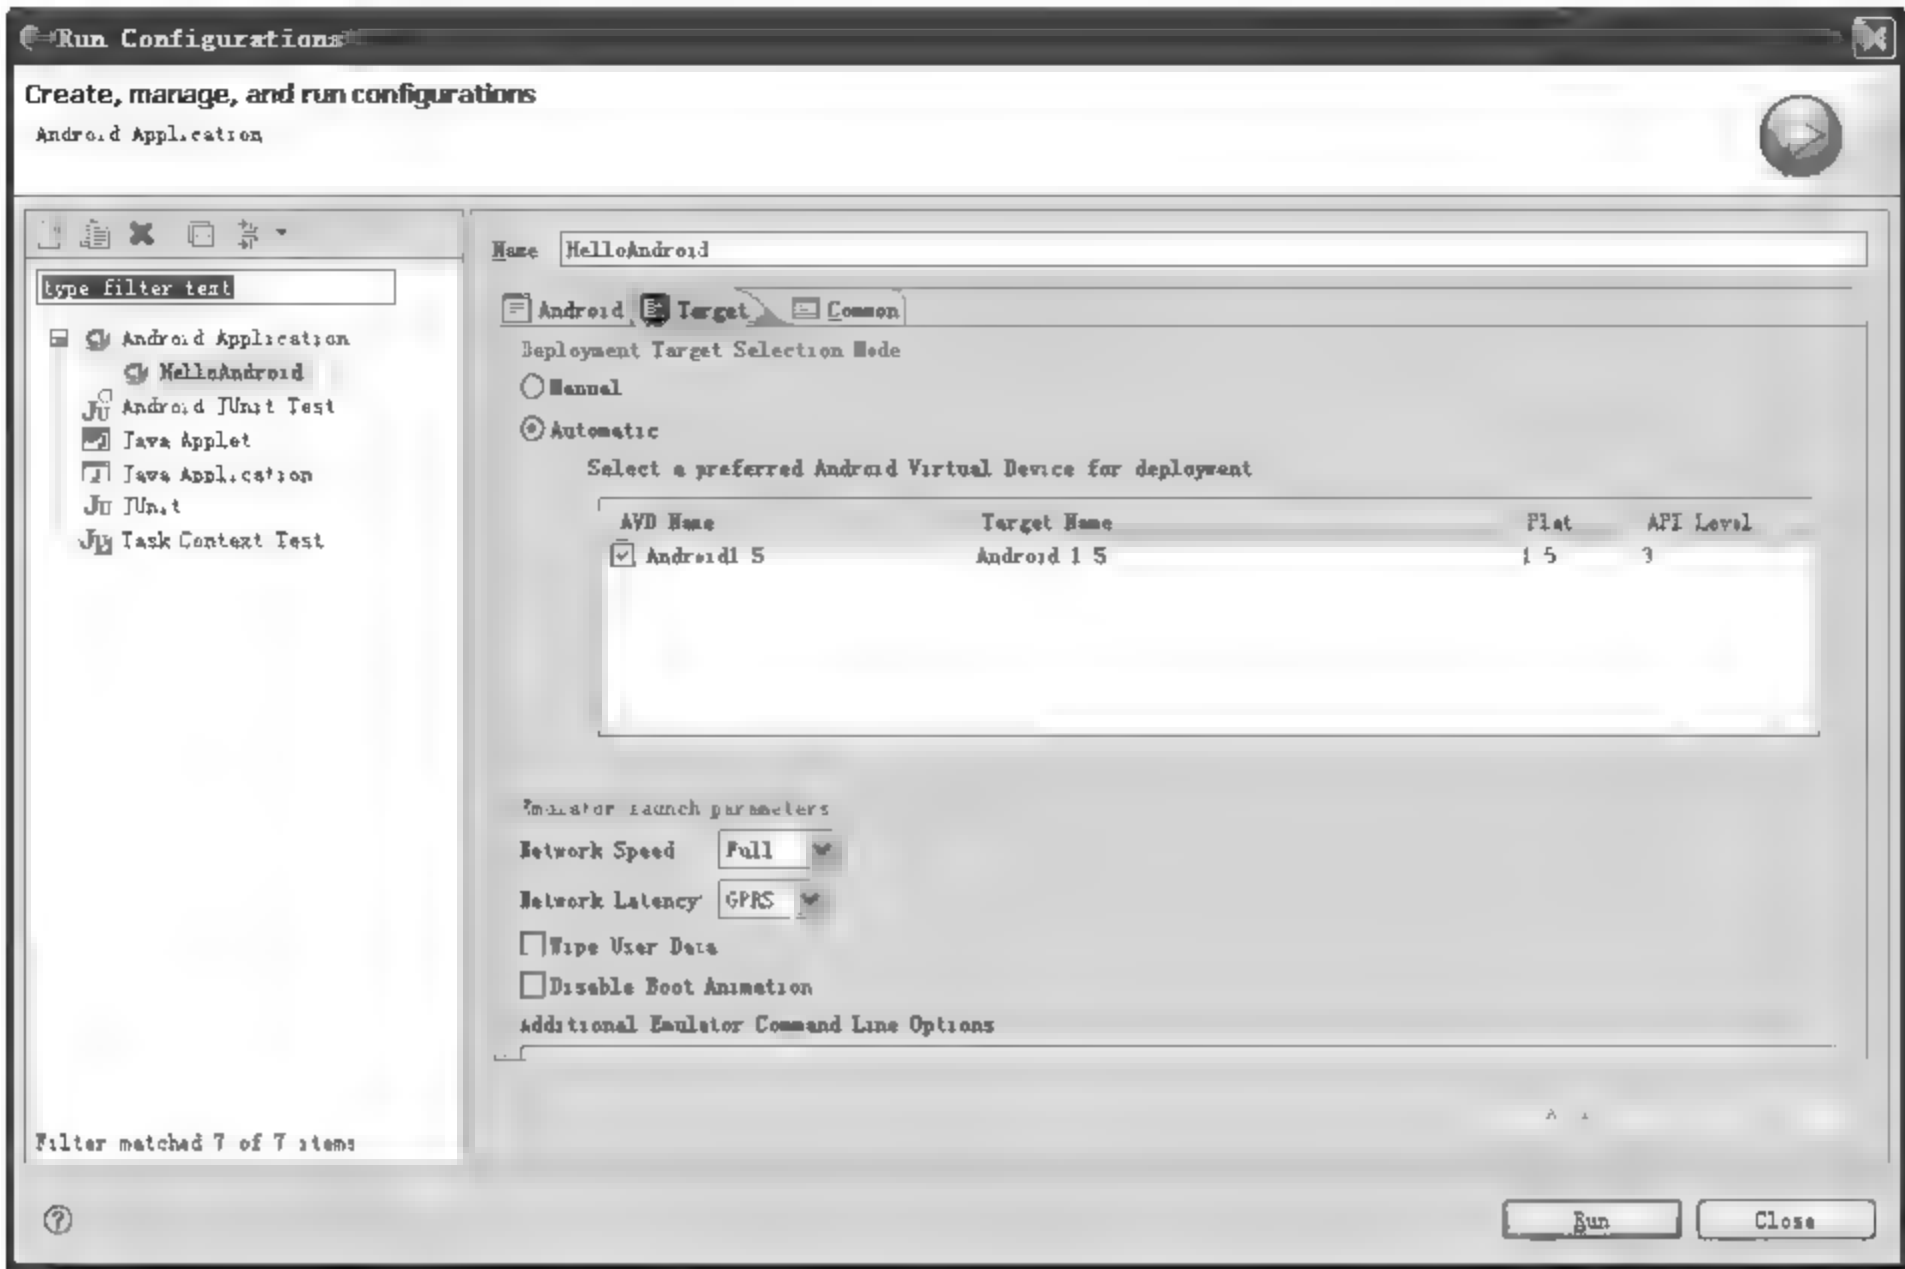 Run Configurations
Create, manage, and run configurations
Android Application
type filter text
Android Application
HelloAndroid
Android JUnit Test
Java Applet
Java Application
JUnit
Task Context Test
Filter matched 7 of 7 items
Name HelloAndroid
Android Target Common
Deployment Target Selection Mode
Manual
Automatic
Select a preferred Android Virtual Device for deployment
AVD Name Target Name Plat API Level
Android1 5 Android 1 5 1 5 3
Emulator launch parameters
Network Speed Full
Network Latency GPRS
Wipe User Data
Disable Boot Animation
Additional Emulator Command Line Options
Run Close